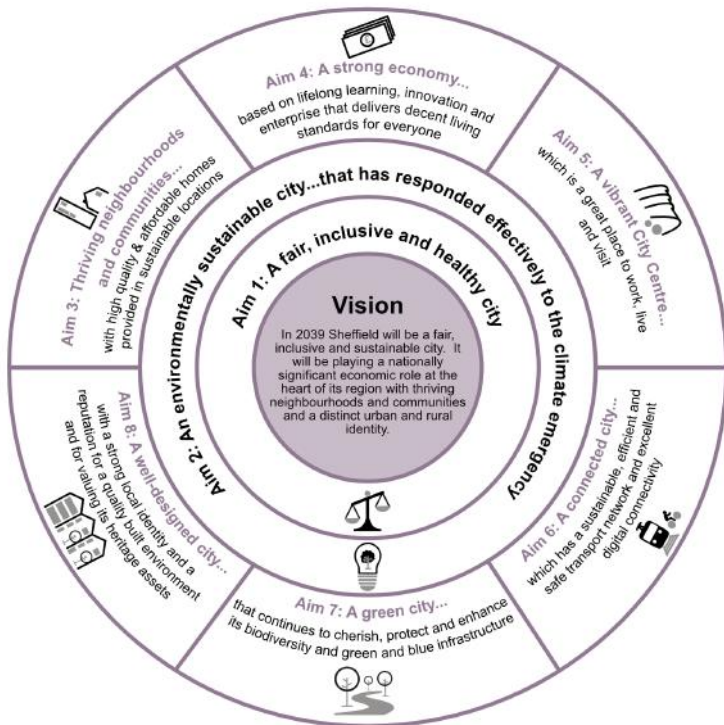 Vision
In 2039 Sheffield will be a fair,
inclusive and sustainable city. It
will be playing a nationally
significant economic role at the
heart of its region with thriving
neighbourhoods and communities
and a distinct urban and rural
identity.
Aim 1: A fair, inclusive and healthy city
Aim 2: An environmentally sustainable city...that has responded effectively to the climate emergency
Aim 3: Thriving neighbourhoods
and communities...
with high quality & affordable homes
provided in sustainable locations
Aim 4: A strong economy...
based on lifelong learning, innovation and
enterprise that delivers decent living
standards for everyone
Aim 5: A vibrant City Centre...
which is a great place to work, live
and visit
Aim 6: A connected city...
which has a sustainable, efficient and
safe transport network and excellent
digital connectivity
Aim 7: A green city...
that continues to cherish, protect and enhance
its biodiversity and green and blue infrastructure
Aim 8: A well-designed city...
with a strong local identity and a
reputation for a quality built environment
and for valuing its heritage assets